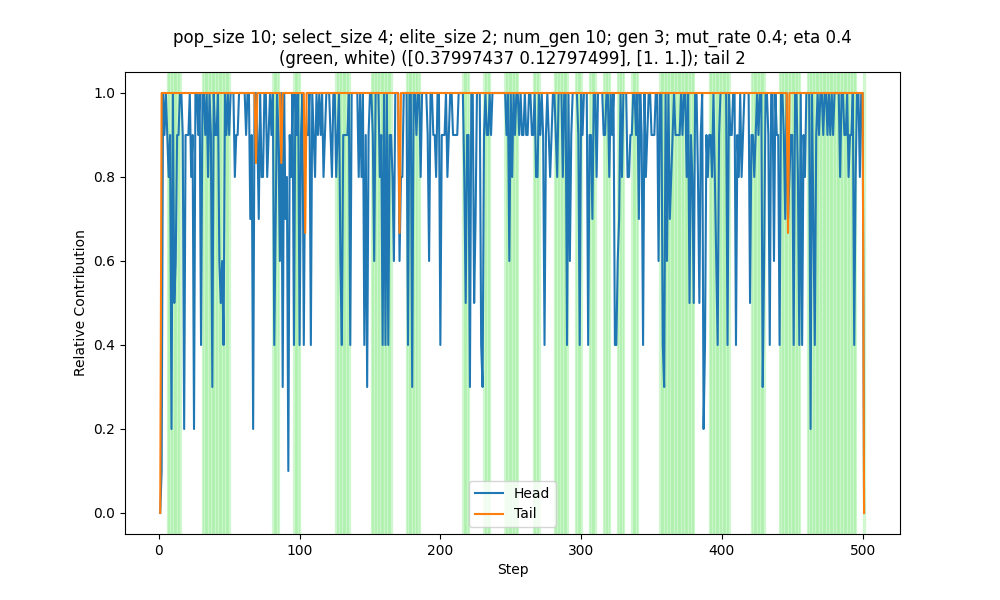 pop_size 10; select_size 4; elite_size 2; num_gen 10; gen 3; mut_rate 0.4; eta 0.4
(green, white) ([0.37997437 0.12797499], [1. 1.]); tail 2
1.0
0.8
0.6
0.4
0.2
0.0
Relative Contribution
Head
Tail
0
100
200
300
400
500
Step